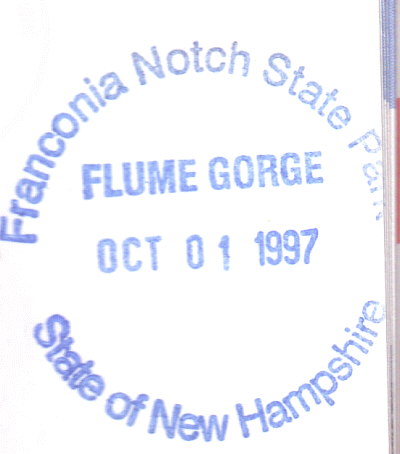 Franconia Notch State Park
FLUME GORGE
OCT 01 1997
State of New Hampshire